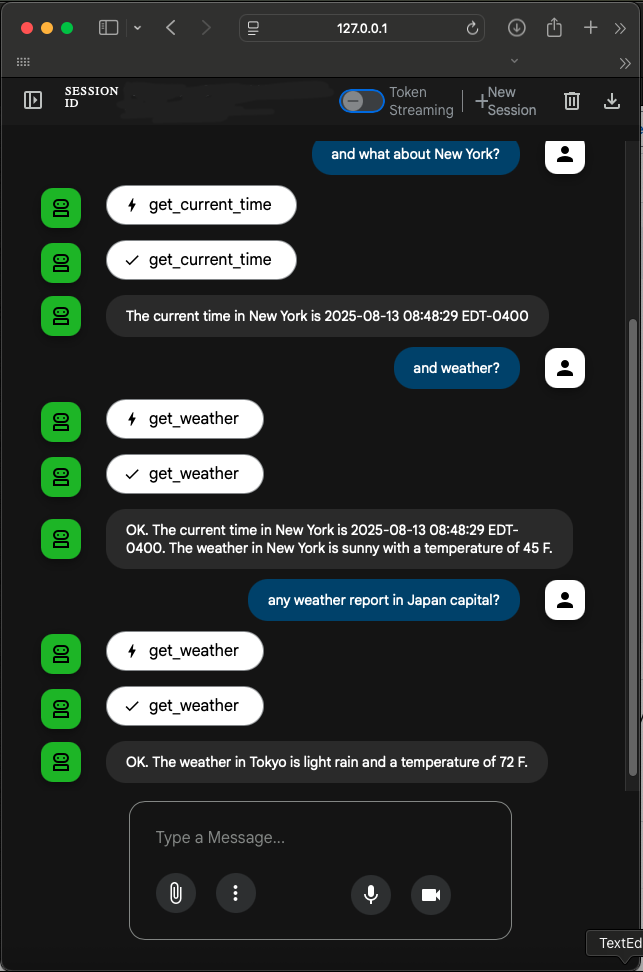 127.0.0.1
SESSION
ID
Token
Streaming
New
Session
and what about New York?
get_current_time
get_current_time
The current time in New York is 2025-08-13 08:48:29 EDT-0400
and weather?
get_weather
get_weather
OK. The current time in New York is 2025-08-13 08:48:29 EDT-
0400. The weather in New York is sunny with a temperature of 45 F.
any weather report in Japan capital?
get_weather
get_weather
OK. The weather in Tokyo is light rain and a temperature of 72 F.
Type a Message...
TextEd